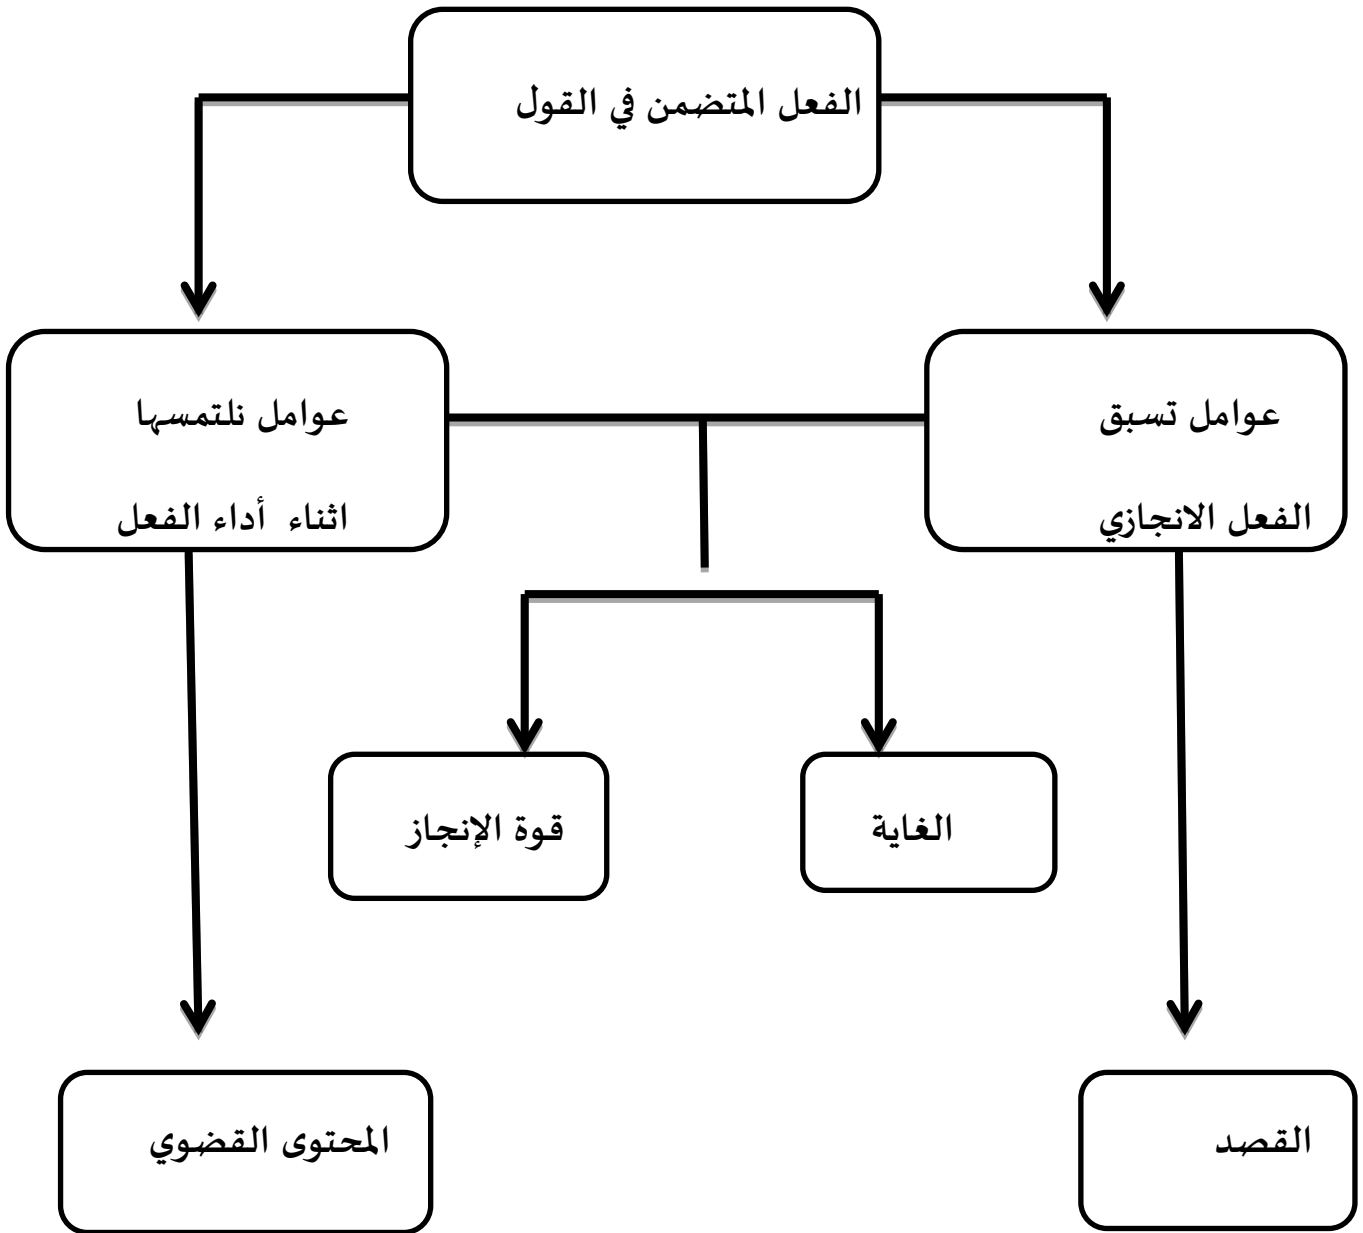 الفعل المتضمن في القول
عوامل تسبق
الفعل الانجازي
عوامل نلتمسها
اثناء أداء الفعل
الغاية
قوة الإنجاز
القصد
المحتوى القضوي